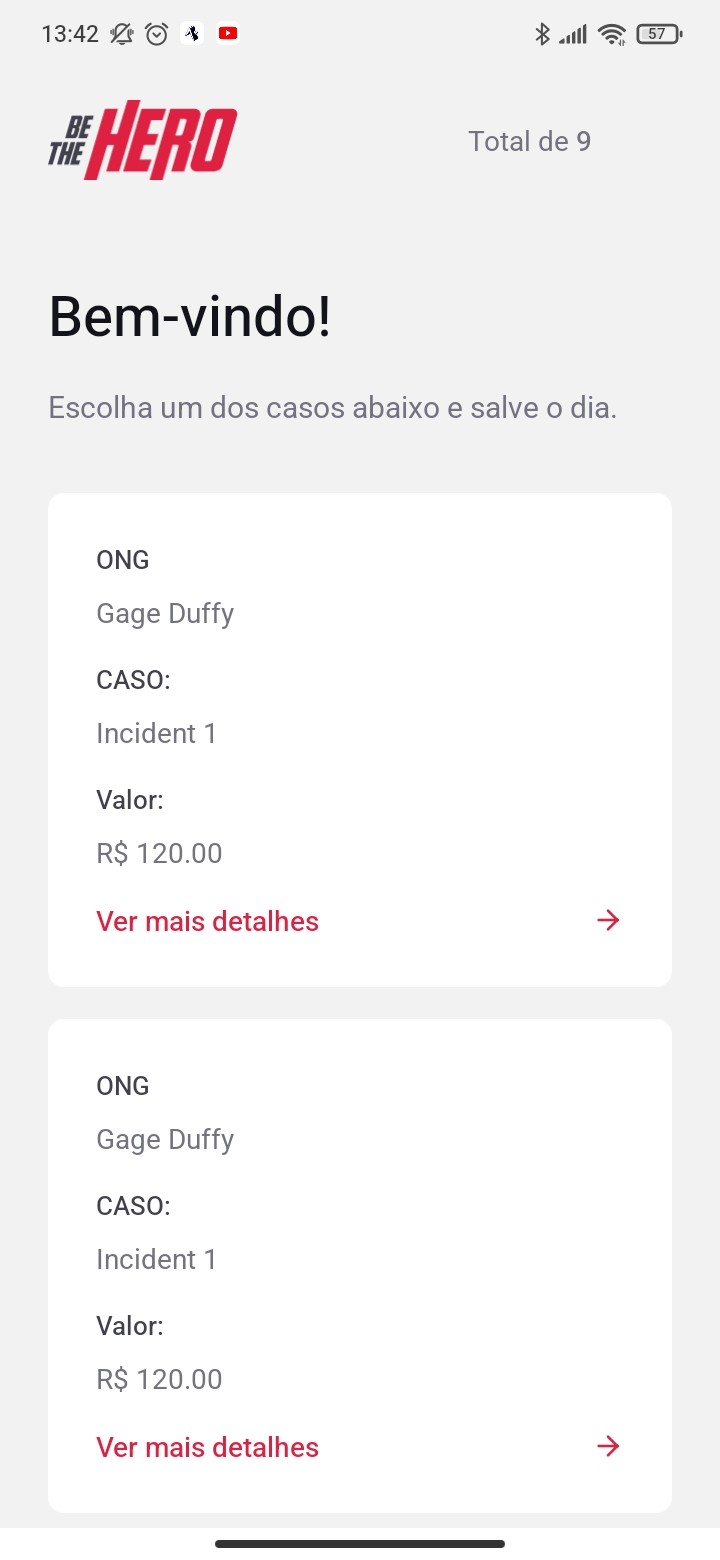 13:42
57
BE
THE HERO
Total de 9
Bem-vindo!
Escolha um dos casos abaixo e salve o dia.
ONG
Gage Duffy
CASO:
Incident 1
Valor:
R$ 120.00
Ver mais detalhes
ONG
Gage Duffy
CASO:
Incident 1
Valor:
R$ 120.00
Ver mais detalhes